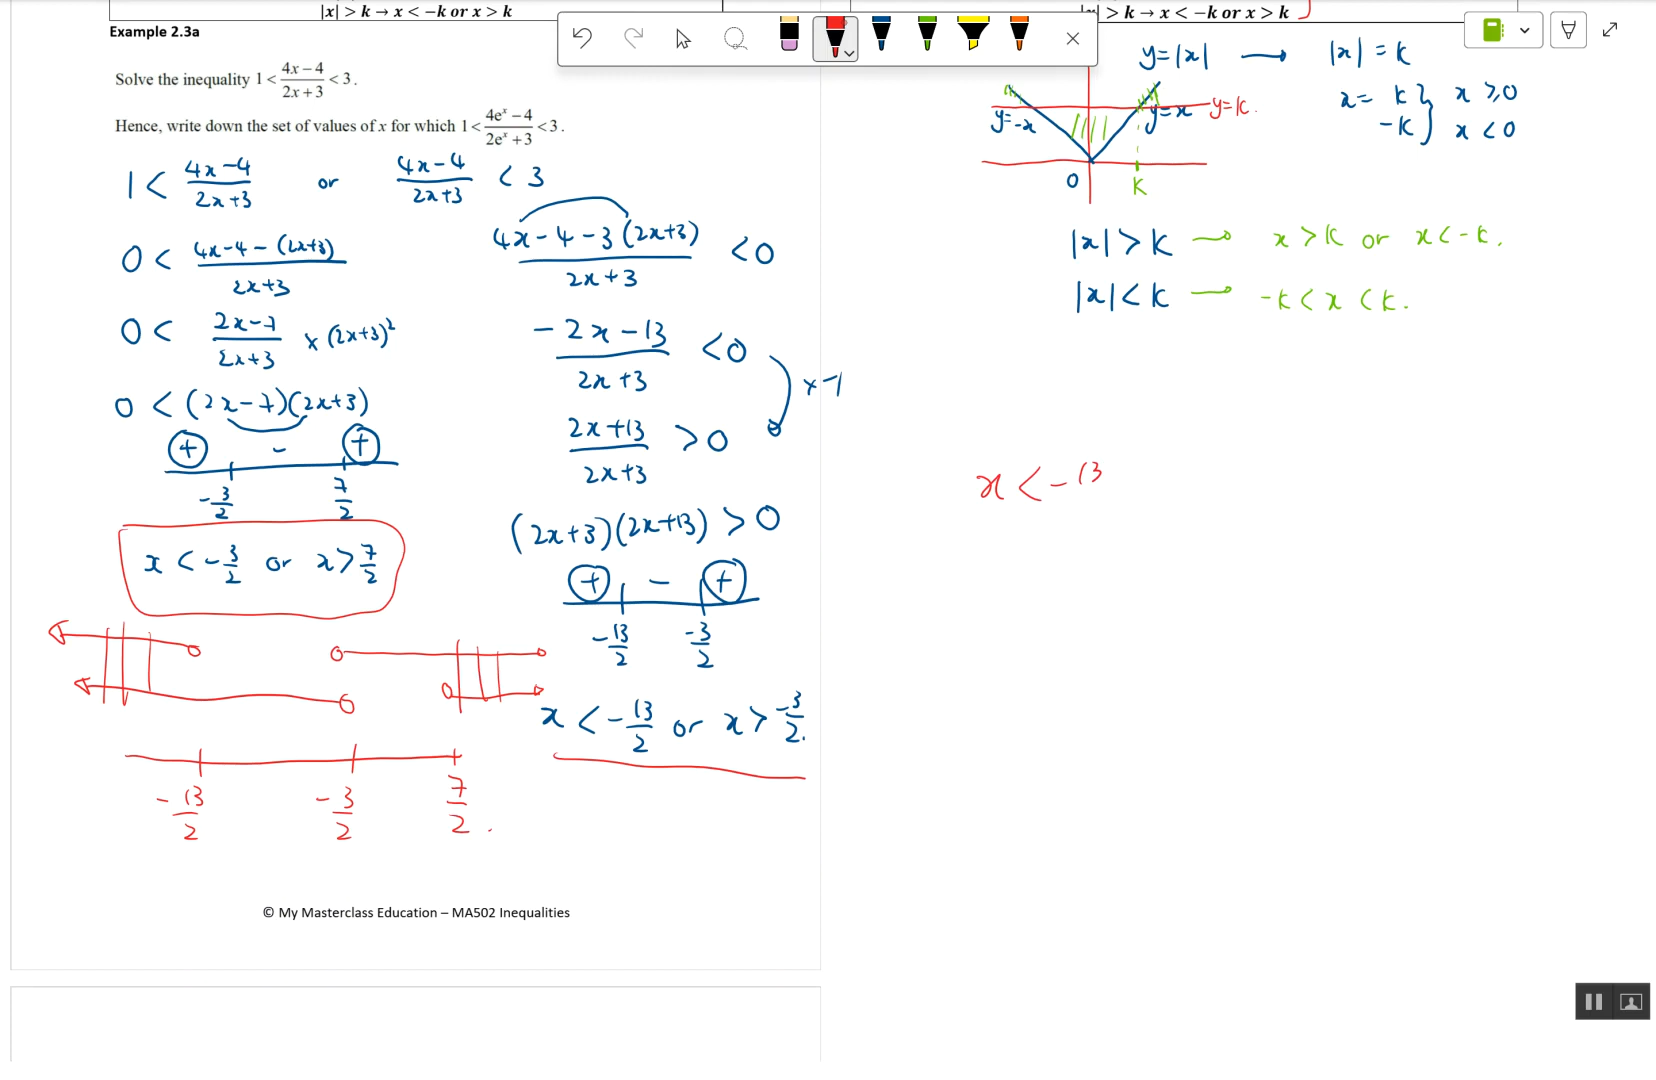 |x| > k → x < −k or x > k
|x| > k → x < −k or x > k
Example 2.3a
Solve the inequality 1 < (4x − 4)/(2x + 3) < 3.
Hence, write down the set of values of x for which 1 < (4eˣ − 4)/(2eˣ + 3) < 3.
1 < (4x−4)/(2x+3) or (4x−4)/(2x+3) < 3
0 < (4x−4−(2x+3))/(2x+3)
0 < (2x−7)/(2x+3) × (2x+3)²
0 < (2x−7)(2x+3)
+ − +
−3/2 7/2
x < −3/2 or x > 7/2
−13/2 −3/2 7/2 .
(4x−4−3(2x+3))/(2x+3) < 0
(−2x−13)/(2x+3) < 0
×−1
(2x+13)/(2x+3) > 0
(2x+3)(2x+13) > 0
+ − +
−13/2 −3/2
x < −13/2 or x > −3/2.
© My Masterclass Education – MA502 Inequalities
y=|x| → |x| = k
x = k } x ≥ 0
−k } x < 0
y=−x y=x y=k.
0 k
|x| > k → x > k or x < −k.
|x| < k → −k < x < k.
x < −13